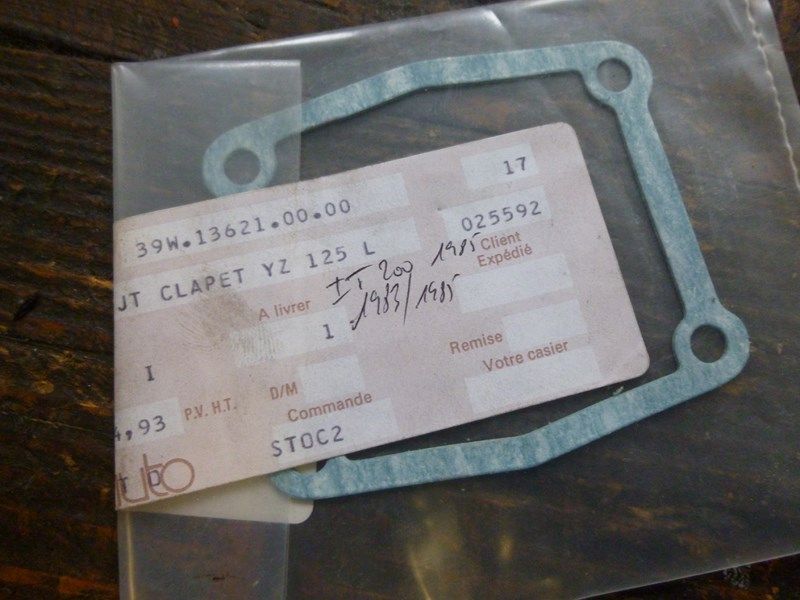 17
39W.13621.00.00
025592
JT CLAPET YZ 125 L
IT 200 1985
1983/1985
Client
Expédié
A livrer
1
I
Remise
Votre casier
,93 P.V. H.T.
D/M
Commande
STOC2